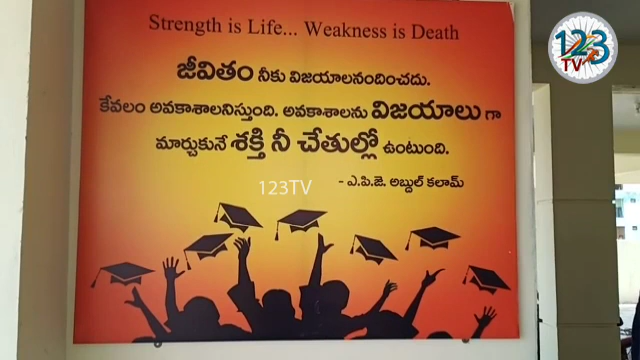 Strength is Life... Weakness is Death
జీవితం నీకు విజయాలనందించదు.
కేవలం అవకాశాలనిస్తుంది. అవకాశాలను విజయాలు గా
మార్చుకునే శక్తి నీ చేతుల్లో ఉంటుంది.
- ఎ.పి.జె. అబ్దుల్ కలామ్
123TV
123
TV